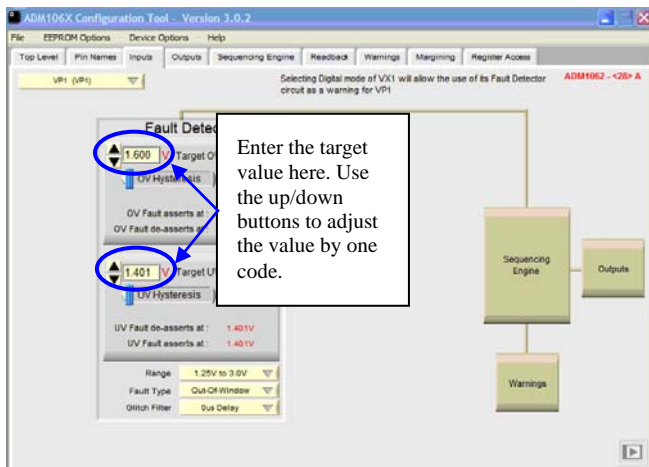 ADM106X Configuration Tool - Version 3.0.2
File EEPROM Options Device Options Help
Top Level Pin Names Inputs Outputs Sequencing Engine Readback Warnings Margining Register Access
VP1 (VP1)
Selecting Digital mode of VX1 will allow the use of its Fault Detector
circuit as a warning for VP1
ADM1062 - <28> A
Fault Detec
1.600 V Target O
OV Hysteresis
OV Fault asserts at :
OV Fault de-asserts at :
Enter the target
value here. Use
the up/down
buttons to adjust
the value by one
code.
1.401 V Target U
UV Hysteresis
UV Fault de-asserts at : 1.401V
UV Fault asserts at : 1.401V
Range 1.25V to 3.0V
Fault Type Out-Of-Window
Glitch Filter 0us Delay
Sequencing
Engine
Outputs
Warnings